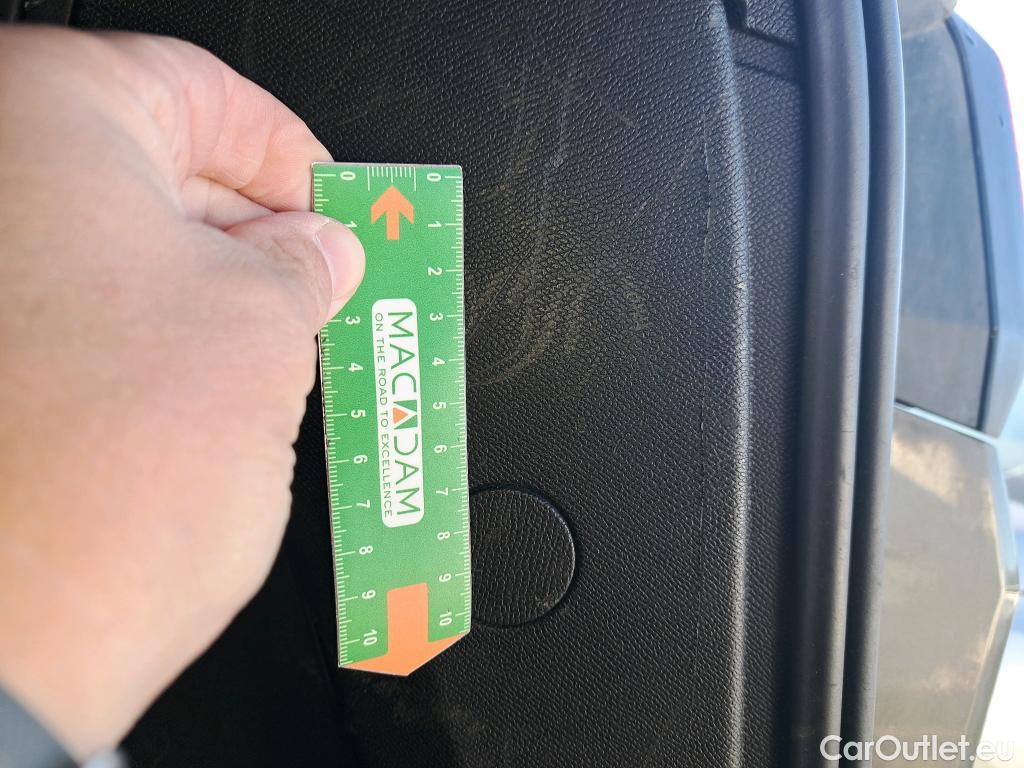 0 1 3 4 5 6 7 8 9 10
0 1 2 3 4 5 6 7 8 9 10
MACADAM
ON THE ROAD TO EXCELLENCE
CarOutlet.eu